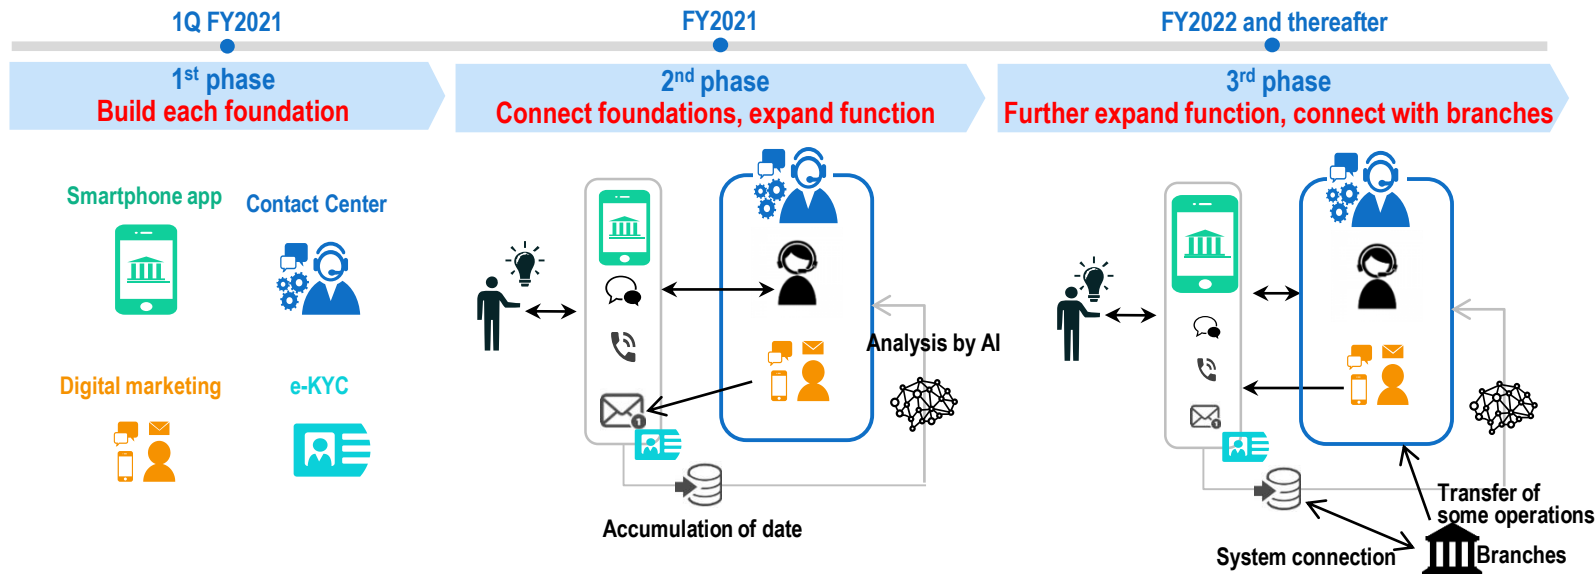 1Q FY2021
FY2021
FY2022 and thereafter
1st phase
Build each foundation
2nd phase
Connect foundations, expand function
3rd phase
Further expand function, connect with branches
Smartphone app
Contact Center
Digital marketing
e-KYC
1
Analysis by AI
Accumulation of date
1
Transfer of
some operations
System connection
Branches